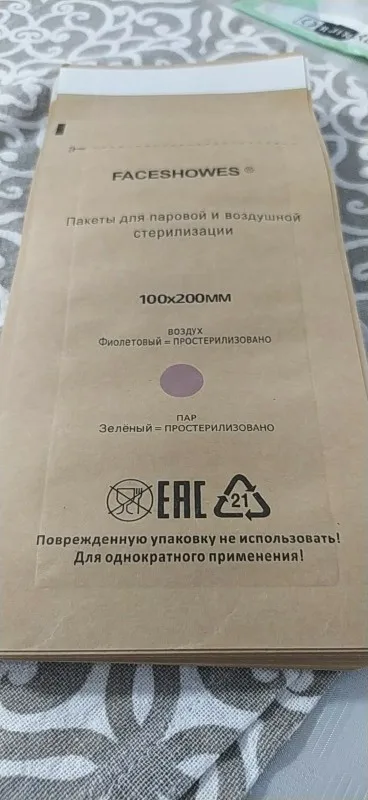 FACESHOWES ®
Пакеты для паровой и воздушной
стерилизации
100x200ММ
ВОЗДУХ
Фиолетовый = ПРОСТЕРИЛИЗОВАНО
ПАР
Зелёный = ПРОСТЕРИЛИЗОВАНО
EAC 21
Поврежденную упаковку не использовать!
Для однократного применения!